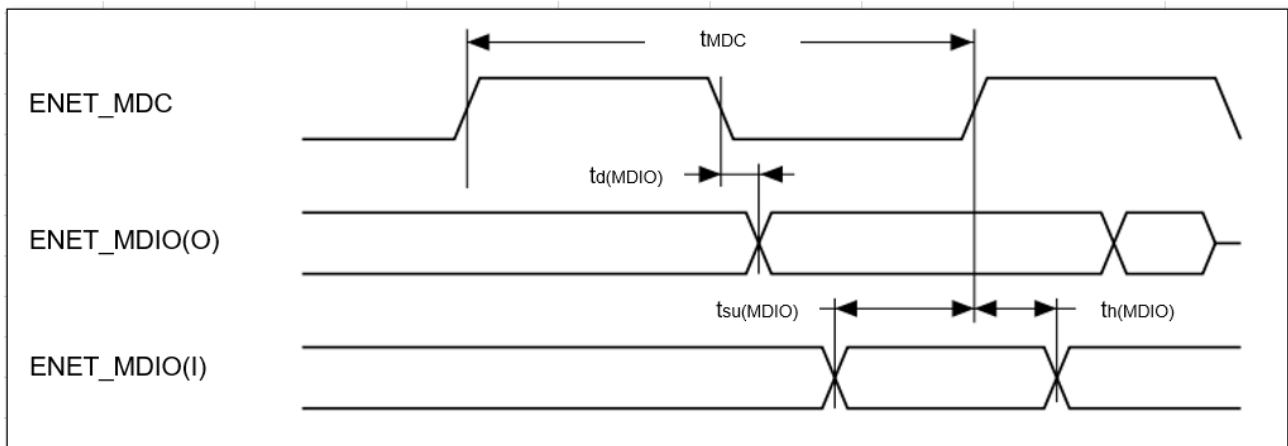 tMDC
ENET_MDC
td(MDIO)
ENET_MDIO(O)
tsu(MDIO)
th(MDIO)
ENET_MDIO(I)